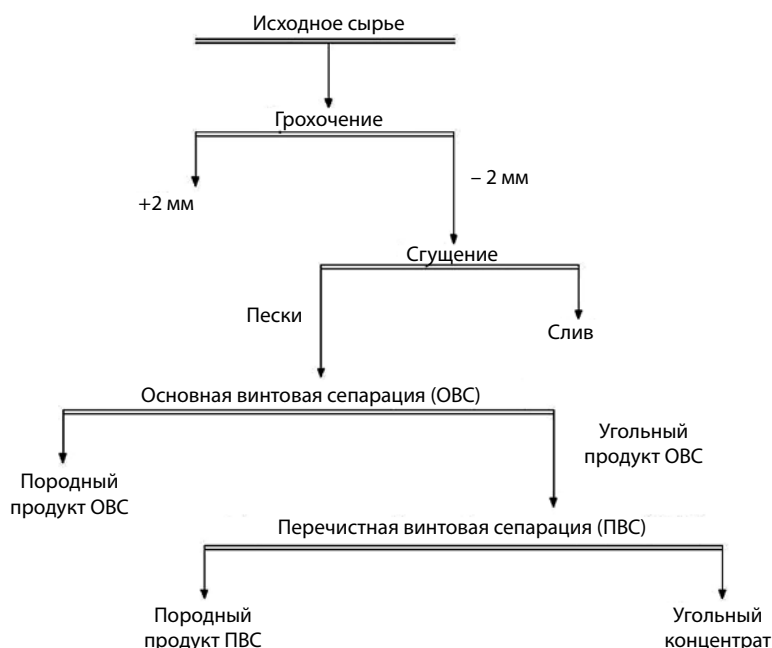 Исходное сырье
Грохочение
+2 мм
– 2 мм
Сгущение
Пески
Слив
Основная винтовая сепарация (ОВС)
Угольный
продукт ОВС
Породный
продукт ОВС
Перечистная винтовая сепарация (ПВС)
Породный
продукт ПВС
Угольный
концентрат